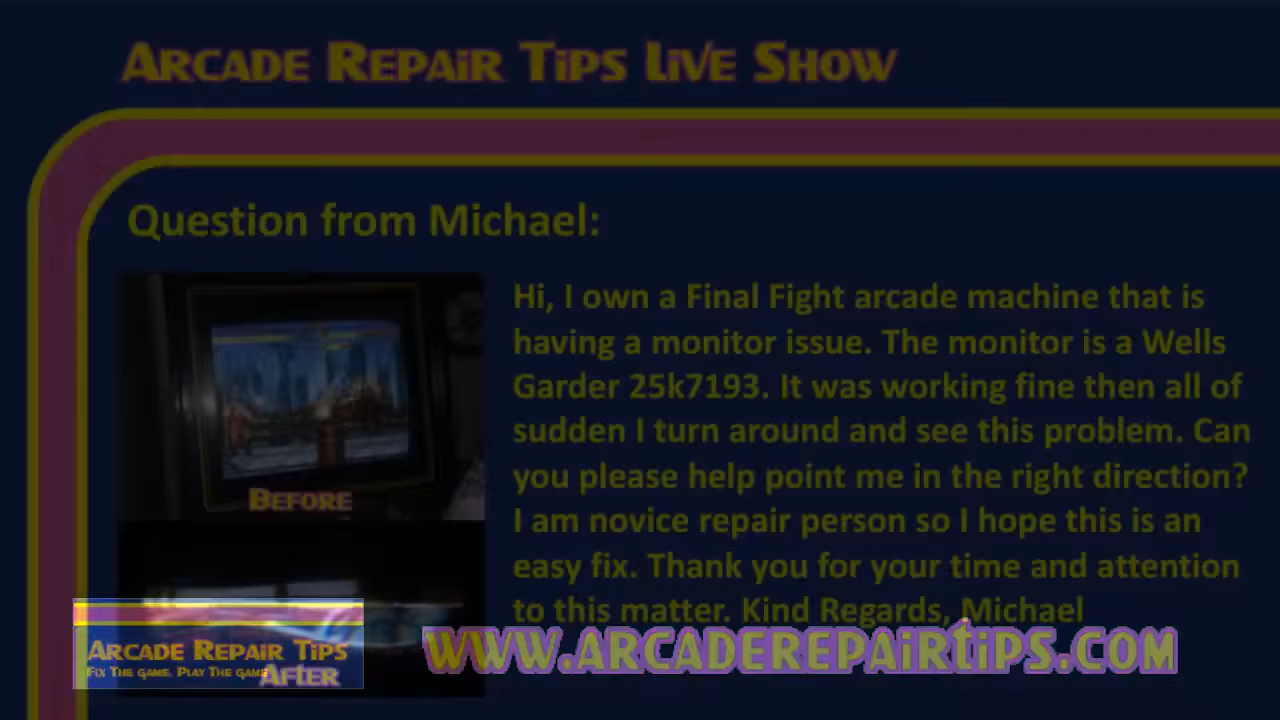 Arcade Repair Tips Live Show
Question from Michael:
Hi, I own a Final Fight arcade machine that is
having a monitor issue. The monitor is a Wells
Garder 25k7193. It was working fine then all of
sudden I turn around and see this problem. Can
you please help point me in the right direction?
I am novice repair person so I hope this is an
easy fix. Thank you for your time and attention
to this matter. Kind Regards, Michael
Before
After
Arcade Repair Tips
Fix The Game. Play The Game
www.arcaderepairtips.com